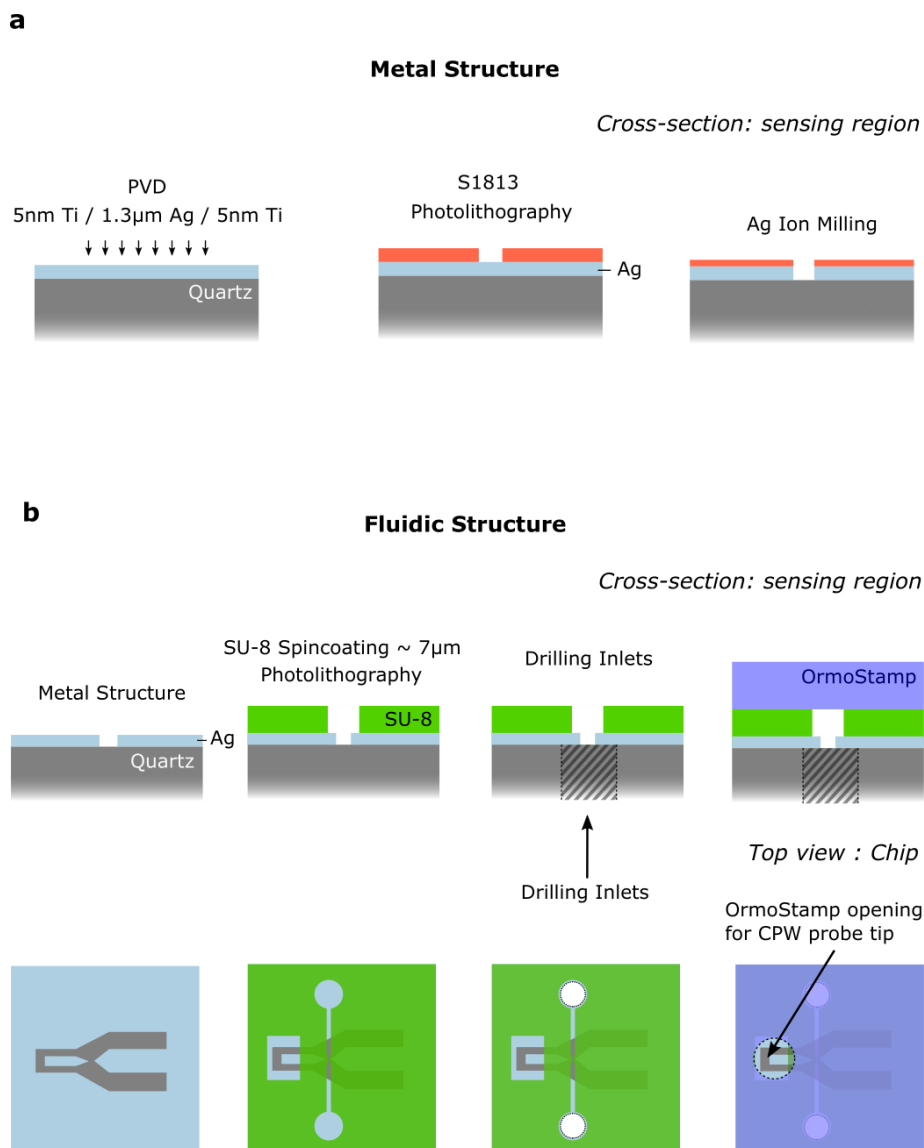 a
Metal Structure
Cross-section: sensing region
PVD
5nm Ti / 1.3µm Ag / 5nm Ti
Quartz
S1813
Photolithography
Ag
Ag Ion Milling
b
Fluidic Structure
Cross-section: sensing region
Metal Structure
Ag
Quartz
SU-8 Spincoating ~ 7µm
Photolithography
SU-8
Drilling Inlets
Drilling Inlets
OrmoStamp
Top view : Chip
OrmoStamp opening
for CPW probe tip